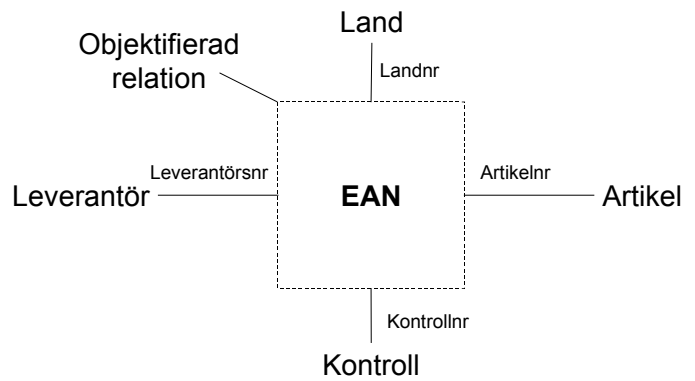 Land
Objektifierad
relation
Landnr
Leverantörsnr
Artikelnr
Leverantör
EAN
Artikel
Kontrollnr
Kontroll